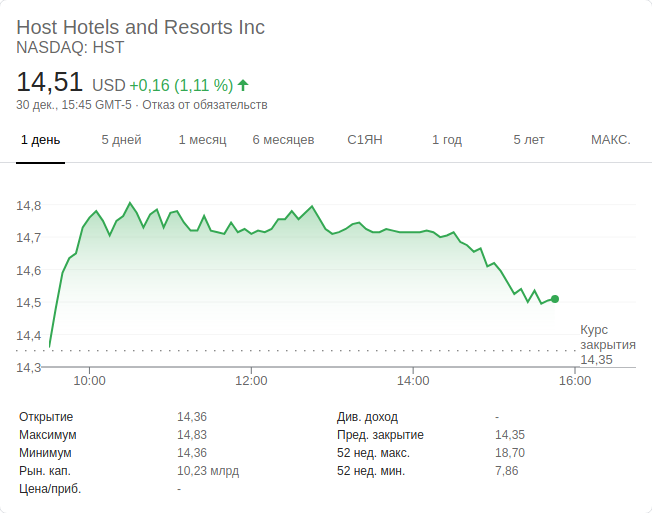 Host Hotels and Resorts Inc
NASDAQ: HST
14,51 USD +0,16 (1,11 %)
30 дек., 15:45 GMT-5 · Отказ от обязательств
1 день 5 дней 1 месяц 6 месяцев С1ЯН 1 год 5 лет МАКС.
14,8
14,7
14,6
14,5
14,4
14,3
Курс
закрытия
14,35
10:00 12:00 14:00 16:00
Открытие 14,36 Див. доход -
Максимум 14,83 Пред. закрытие 14,35
Минимум 14,36 52 нед. макс. 18,70
Рын. кап. 10,23 млрд 52 нед. мин. 7,86
Цена/приб. -